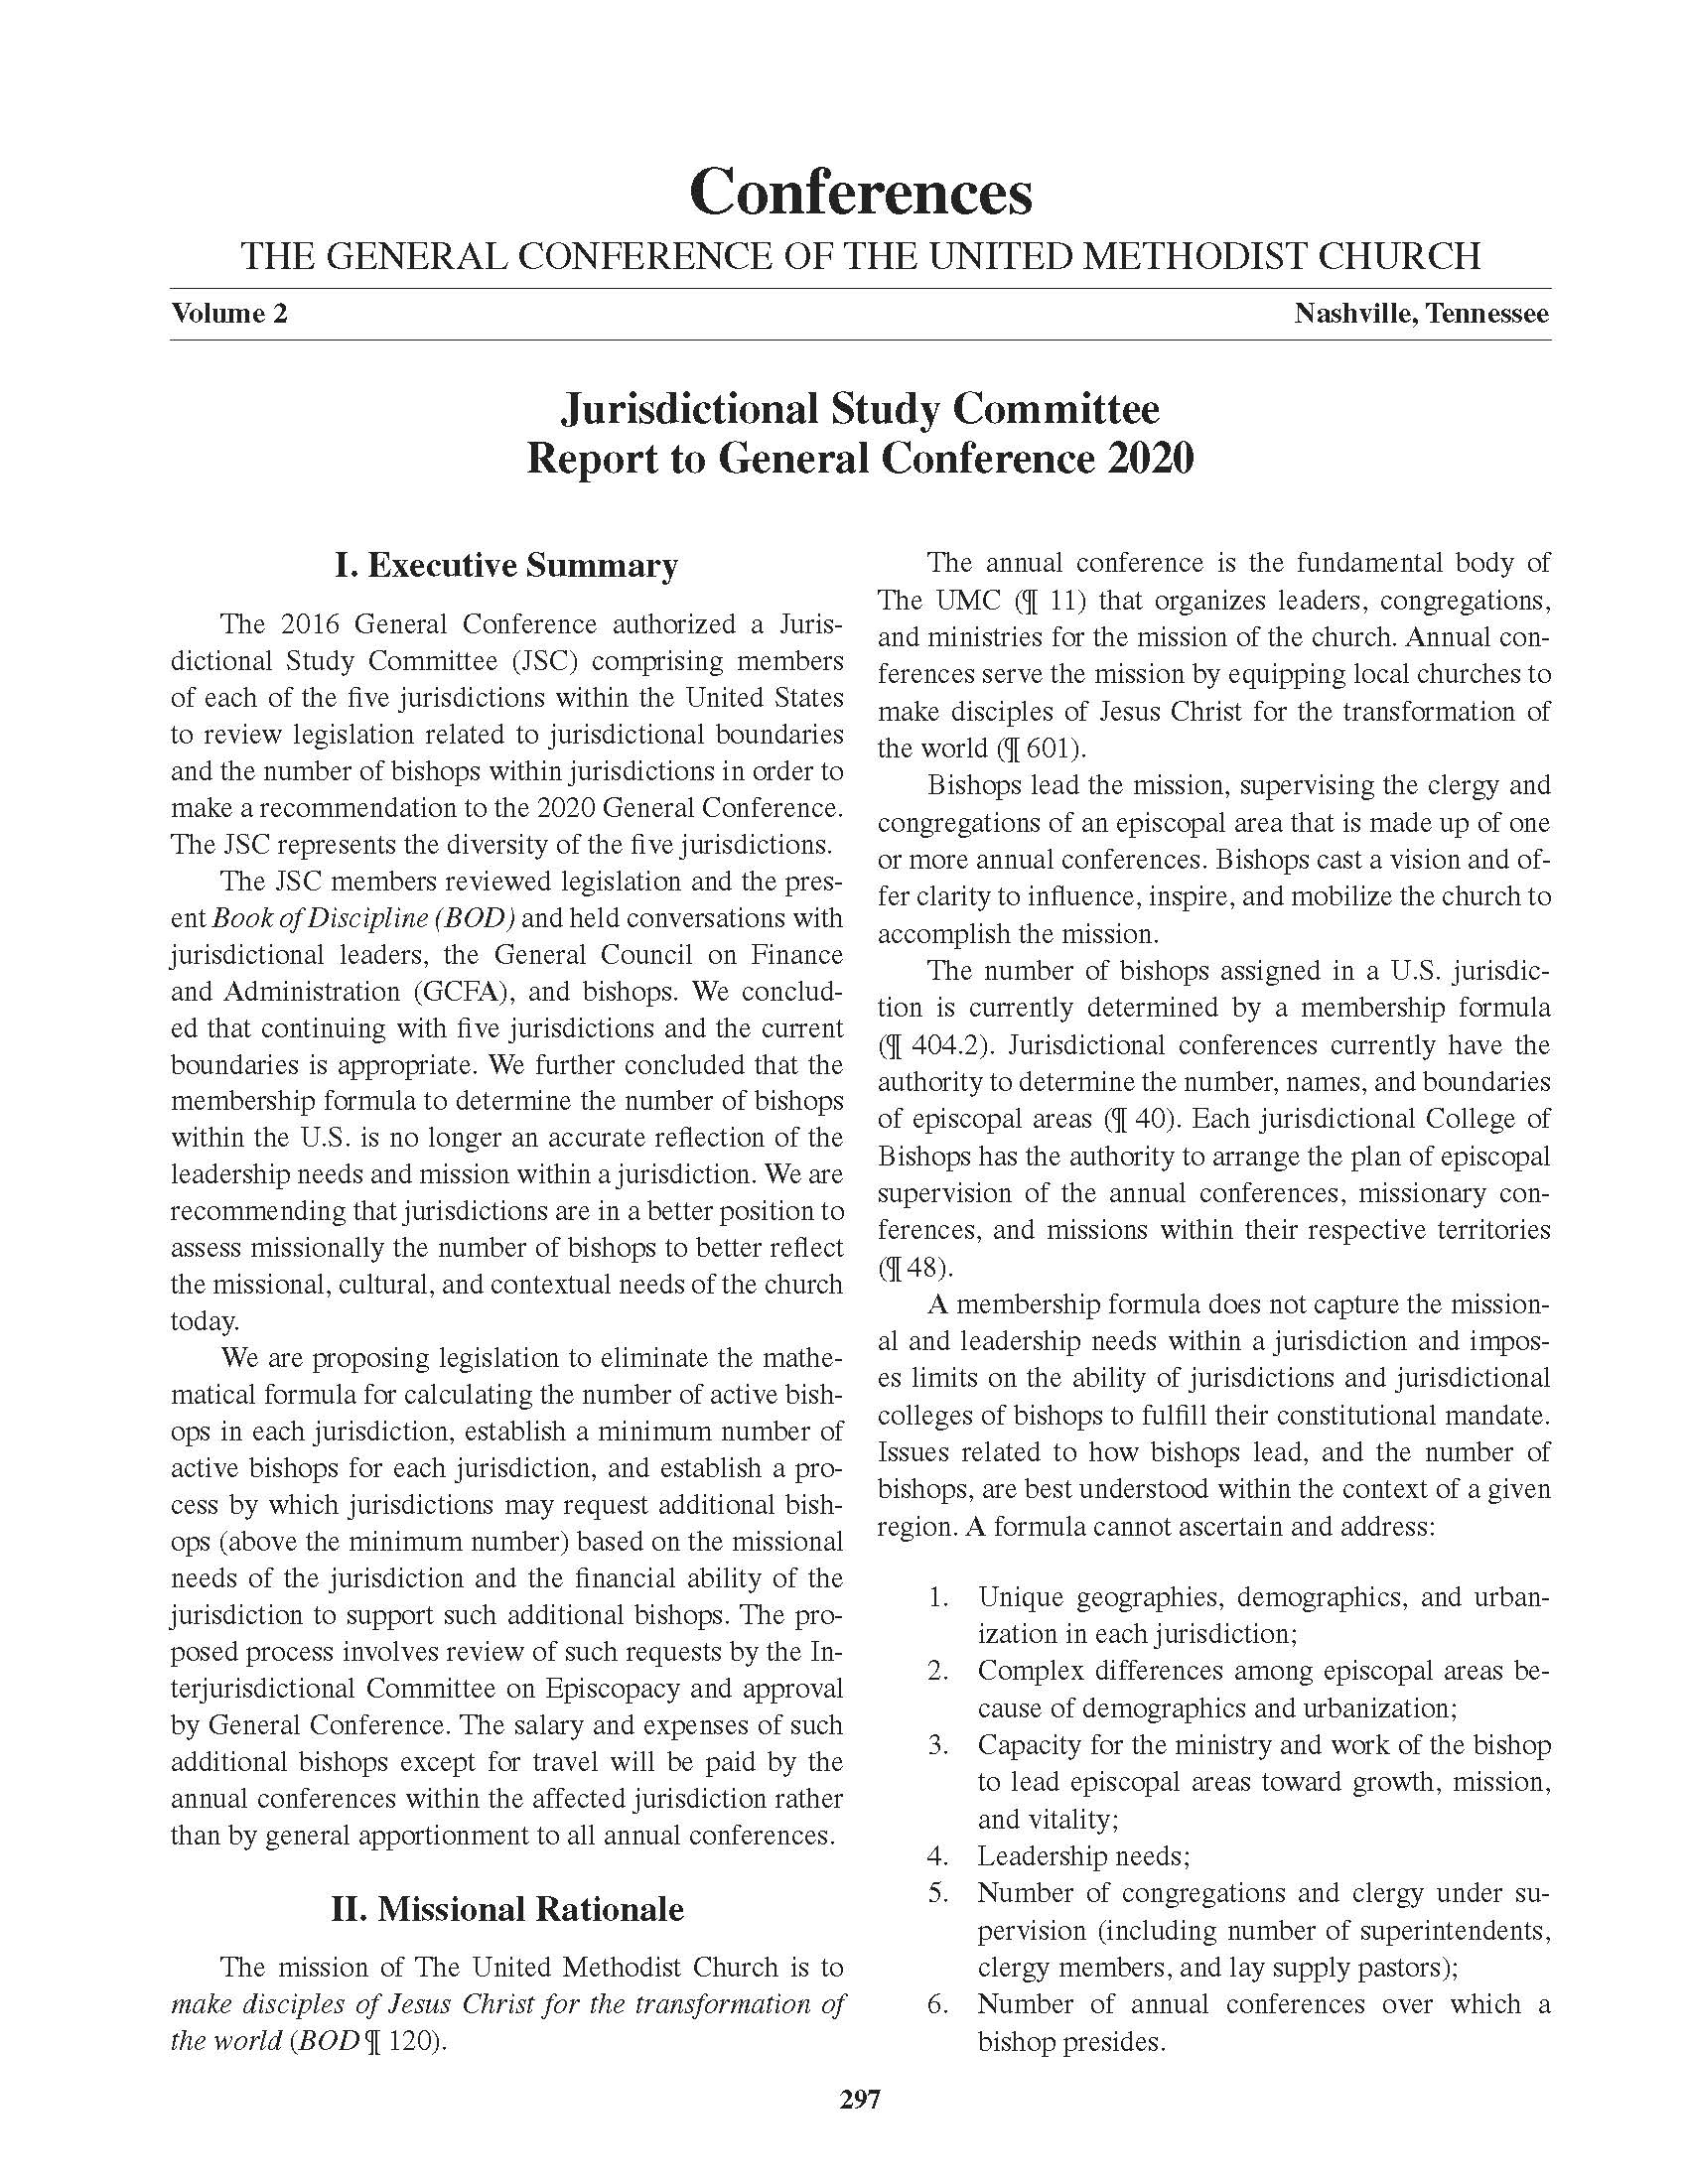 Conferences
THE GENERAL CONFERENCE OF THE UNITED METHODIST CHURCH
Volume 2 Nashville, Tennessee
Jurisdictional Study Committee
Report to General Conference 2020
I. Executive Summary
The 2016 General Conference authorized a Juris-
dictional Study Committee (JSC) comprising members
of each of the five jurisdictions within the United States
to review legislation related to jurisdictional boundaries
and the number of bishops within jurisdictions in order to
make a recommendation to the 2020 General Conference.
The JSC represents the diversity of the five jurisdictions.
The JSC members reviewed legislation and the pres-
ent Book of Discipline (BOD) and held conversations with
jurisdictional leaders, the General Council on Finance
and Administration (GCFA), and bishops. We conclud-
ed that continuing with five jurisdictions and the current
boundaries is appropriate. We further concluded that the
membership formula to determine the number of bishops
within the U.S. is no longer an accurate reflection of the
leadership needs and mission within a jurisdiction. We are
recommending that jurisdictions are in a better position to
assess missionally the number of bishops to better reflect
the missional, cultural, and contextual needs of the church
today.
We are proposing legislation to eliminate the mathe-
matical formula for calculating the number of active bish-
ops in each jurisdiction, establish a minimum number of
active bishops for each jurisdiction, and establish a pro-
cess by which jurisdictions may request additional bish-
ops (above the minimum number) based on the missional
needs of the jurisdiction and the financial ability of the
jurisdiction to support such additional bishops. The pro-
posed process involves review of such requests by the In-
terjurisdictional Committee on Episcopacy and approval
by General Conference. The salary and expenses of such
additional bishops except for travel will be paid by the
annual conferences within the affected jurisdiction rather
than by general apportionment to all annual conferences.
II. Missional Rationale
The mission of The United Methodist Church is to
make disciples of Jesus Christ for the transformation of
the world (BOD ¶ 120).
The annual conference is the fundamental body of
The UMC (¶ 11) that organizes leaders, congregations,
and ministries for the mission of the church. Annual con-
ferences serve the mission by equipping local churches to
make disciples of Jesus Christ for the transformation of
the world (¶ 601).
Bishops lead the mission, supervising the clergy and
congregations of an episcopal area that is made up of one
or more annual conferences. Bishops cast a vision and of-
fer clarity to influence, inspire, and mobilize the church to
accomplish the mission.
The number of bishops assigned in a U.S. jurisdic-
tion is currently determined by a membership formula
(¶ 404.2). Jurisdictional conferences currently have the
authority to determine the number, names, and boundaries
of episcopal areas (¶ 40). Each jurisdictional College of
Bishops has the authority to arrange the plan of episcopal
supervision of the annual conferences, missionary con-
ferences, and missions within their respective territories
(¶ 48).
A membership formula does not capture the mission-
al and leadership needs within a jurisdiction and impos-
es limits on the ability of jurisdictions and jurisdictional
colleges of bishops to fulfill their constitutional mandate.
Issues related to how bishops lead, and the number of
bishops, are best understood within the context of a given
region. A formula cannot ascertain and address:
1. Unique geographies, demographics, and urban-
ization in each jurisdiction;
2. Complex differences among episcopal areas be-
cause of demographics and urbanization;
3. Capacity for the ministry and work of the bishop
to lead episcopal areas toward growth, mission,
and vitality;
4. Leadership needs;
5. Number of congregations and clergy under su-
pervision (including number of superintendents,
clergy members, and lay supply pastors);
6. Number of annual conferences over which a
bishop presides.
297